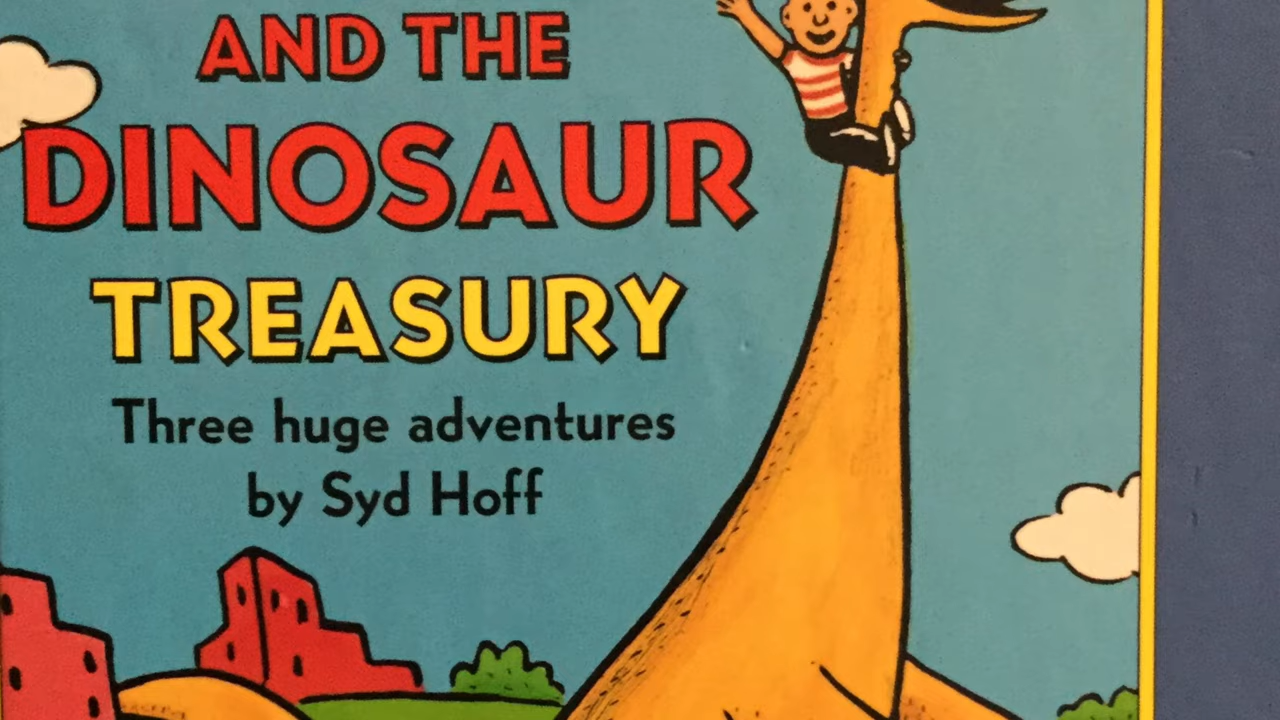 AND THE
DINOSAUR
TREASURY
Three huge adventures
by Syd Hoff